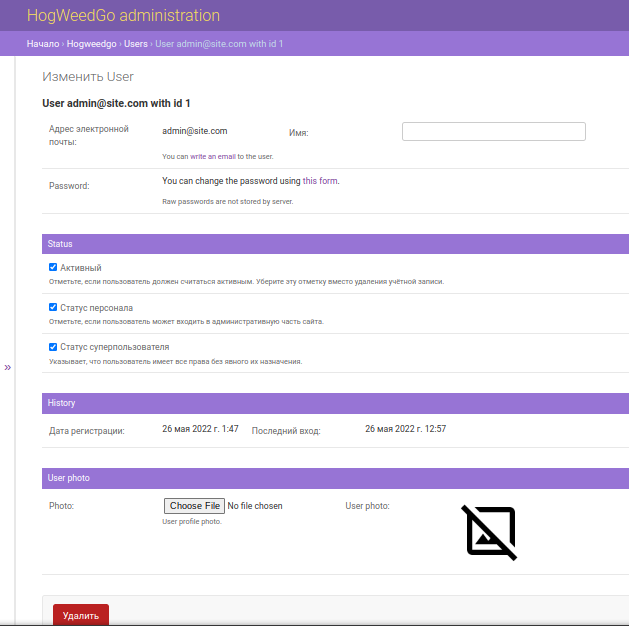 HogWeedGo administration
Начало › Hogweedgo › Users › User admin@site.com with id 1
Изменить User
User admin@site.com with id 1
Адрес электронной почты:
admin@site.com
Имя:
You can write an email to the user.
Password:
You can change the password using this form.
Raw passwords are not stored by server.
Status
Активный
Отметьте, если пользователь должен считаться активным. Уберите эту отметку вместо удаления учётной записи.
Статус персонала
Отметьте, если пользователь может входить в административную часть сайта.
Статус суперпользователя
Указывает, что пользователь имеет все права без явного их назначения.
»
History
Дата регистрации: 26 мая 2022 г. 1:47 Последний вход: 26 мая 2022 г. 12:57
User photo
Photo: Choose File No file chosen User photo:
User profile photo.
Удалить